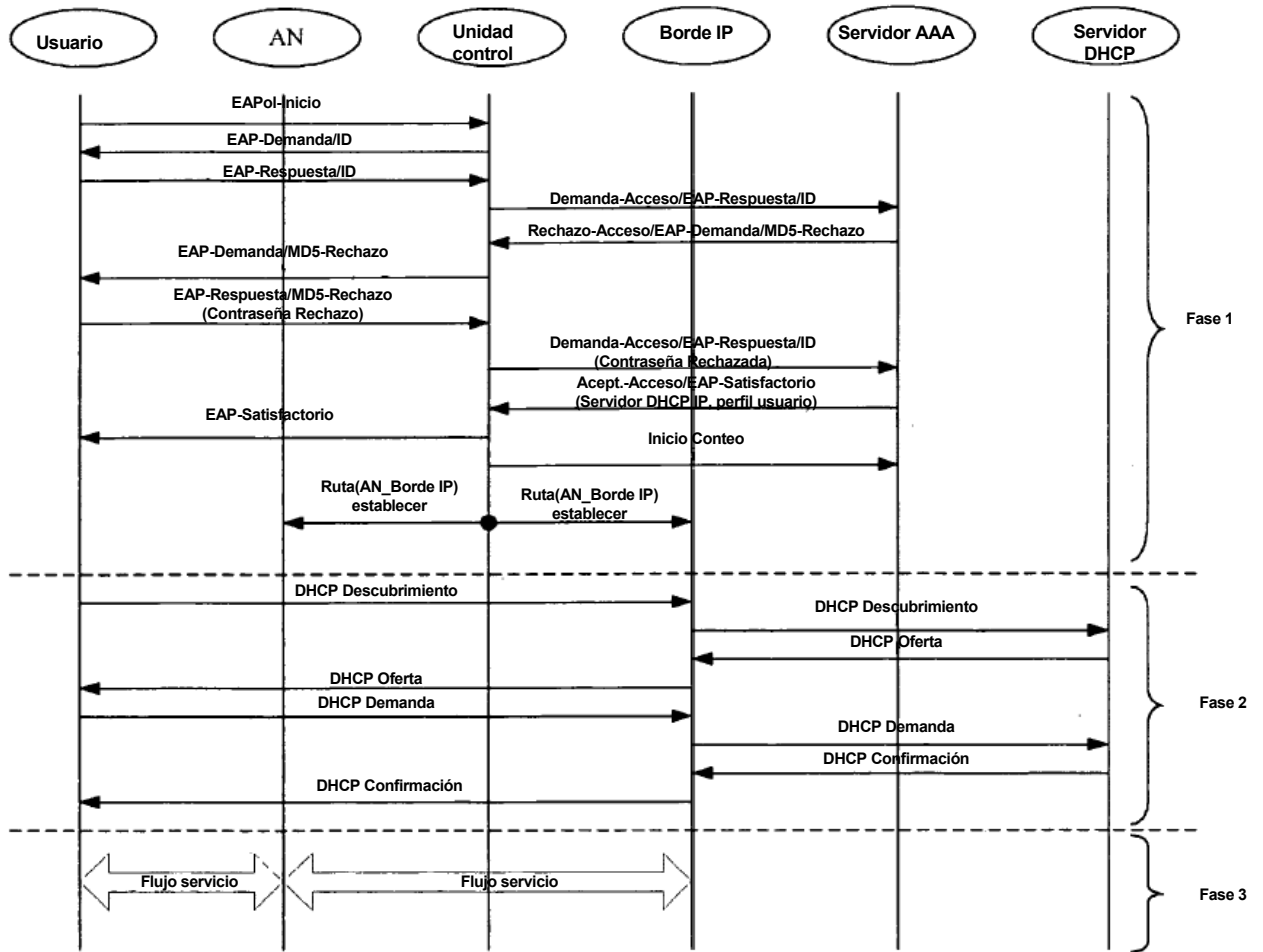 Usuario
AN
Unidad
control
Borde IP
Servidor AAA
Servidor
DHCP
EAPol-Inicio
EAP-Demanda/ID
EAP-Respuesta/ID
Demanda-Acceso/EAP-Respuesta/ID
Rechazo-Acceso/EAP-Demanda/MD5-Rechazo
EAP-Demanda/MD5-Rechazo
EAP-Respuesta/MD5-Rechazo
(Contraseña Rechazo)
Fase 1
Demanda-Acceso/EAP-Respuesta/ID
(Contraseña Rechazada)
Acept.-Acceso/EAP-Satisfactorio
(Servidor DHCP IP, perfil usuario)
EAP-Satisfactorio
Inicio Conteo
Ruta(AN_Borde IP)
establecer
Ruta(AN_Borde IP)
establecer
DHCP Descubrimiento
DHCP Descubrimiento
DHCP Oferta
DHCP Oferta
DHCP Demanda
Fase 2
DHCP Demanda
DHCP Confirmación
DHCP Confirmación
Flujo servicio
Flujo servicio
Fase 3